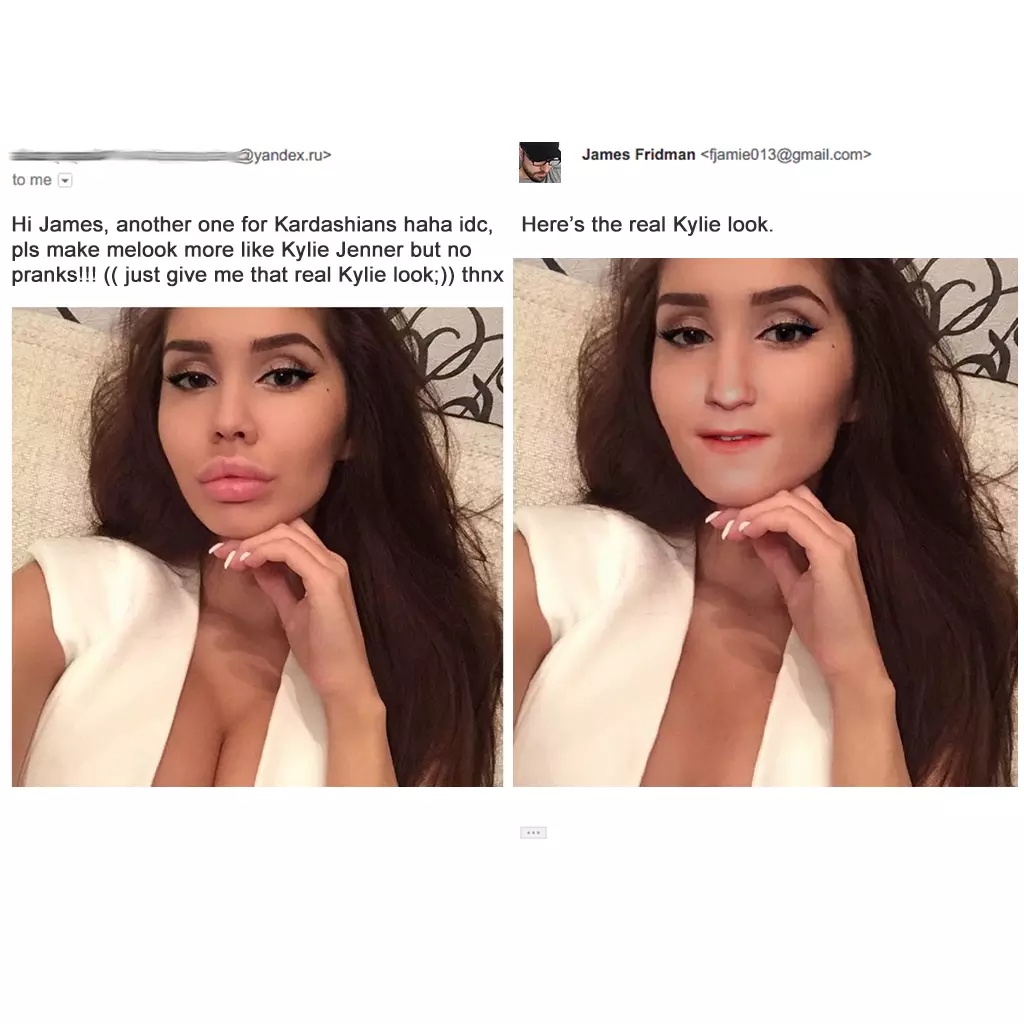 @yandex.ru>
to me
Hi James, another one for Kardashians haha idc,
pls make melook more like Kylie Jenner but no
pranks!!! (( just give me that real Kylie look;)) thnx
James Fridman <fjamie013@gmail.com>
Here’s the real Kylie look.